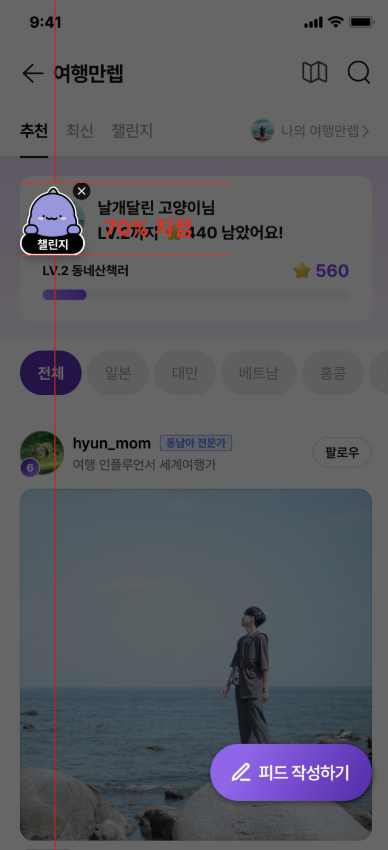 9:41
여행만렙
추천 최신 챌린지 나의 여행만렙
날개달린 고양이님
LV.2까지 440 남았어요!
70% 지점
챌린지
LV.2 동네산책러 560
전체 일본 대만 베트남 홍콩
hyun_mom 동남아 전문가
여행 인플루언서 세계여행가
팔로우
6
피드 작성하기